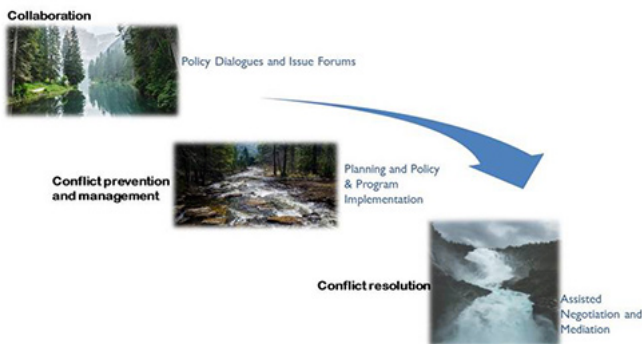 Collaboration
Policy Dialogues and Issue Forums
Conflict prevention
and management
Planning and Policy
& Program
Implementation
Conflict resolution
Assisted
Negotiation and
Mediation